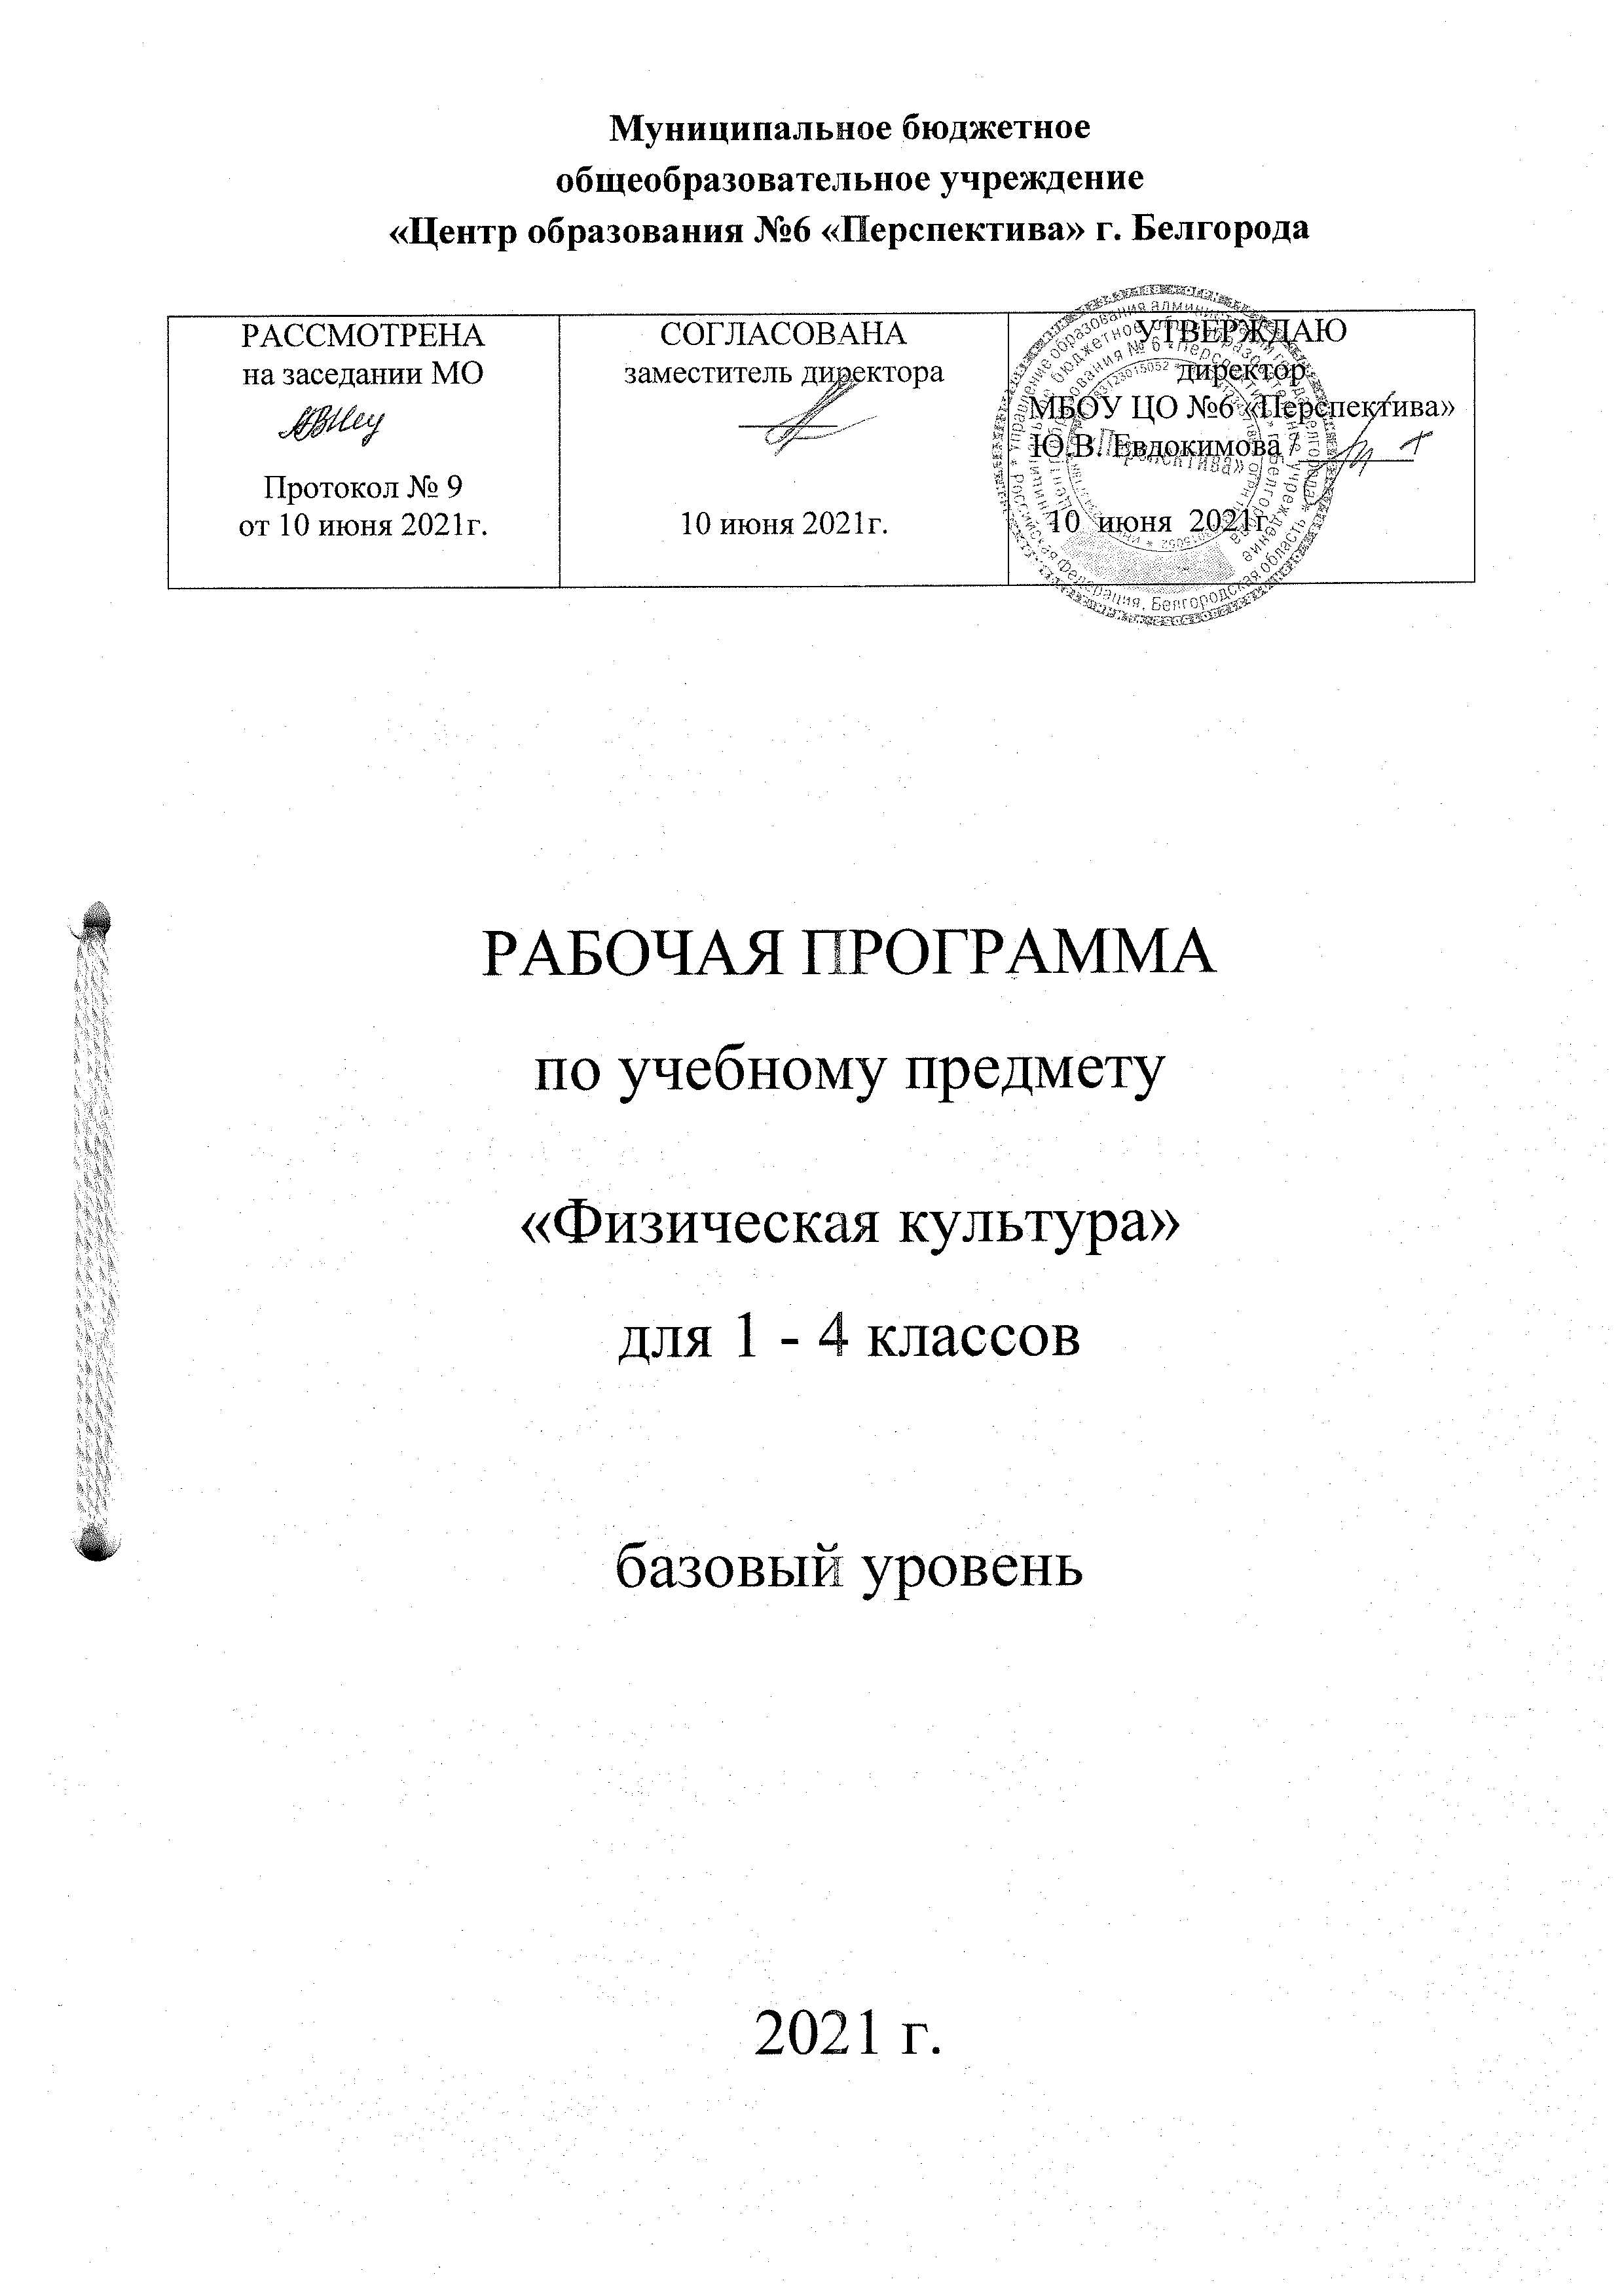 Муниципальное бюджетное
общеобразовательное учреждение
«Центр образования №6 «Перспектива» г. Белгорода
РАССМОТРЕНА
на заседании МО
Протокол № 9
от 10 июня 2021г.
СОГЛАСОВАНА
заместитель директора
10 июня 2021г.
УТВЕРЖДАЮ
директор
МБОУ ЦО №6 «Перспектива»
Ю.В. Евдокимова
10 июня 2021г.
РАБОЧАЯ ПРОГРАММА
по учебному предмету
«Физическая культура»
для 1 - 4 классов
базовый уровень
2021 г.